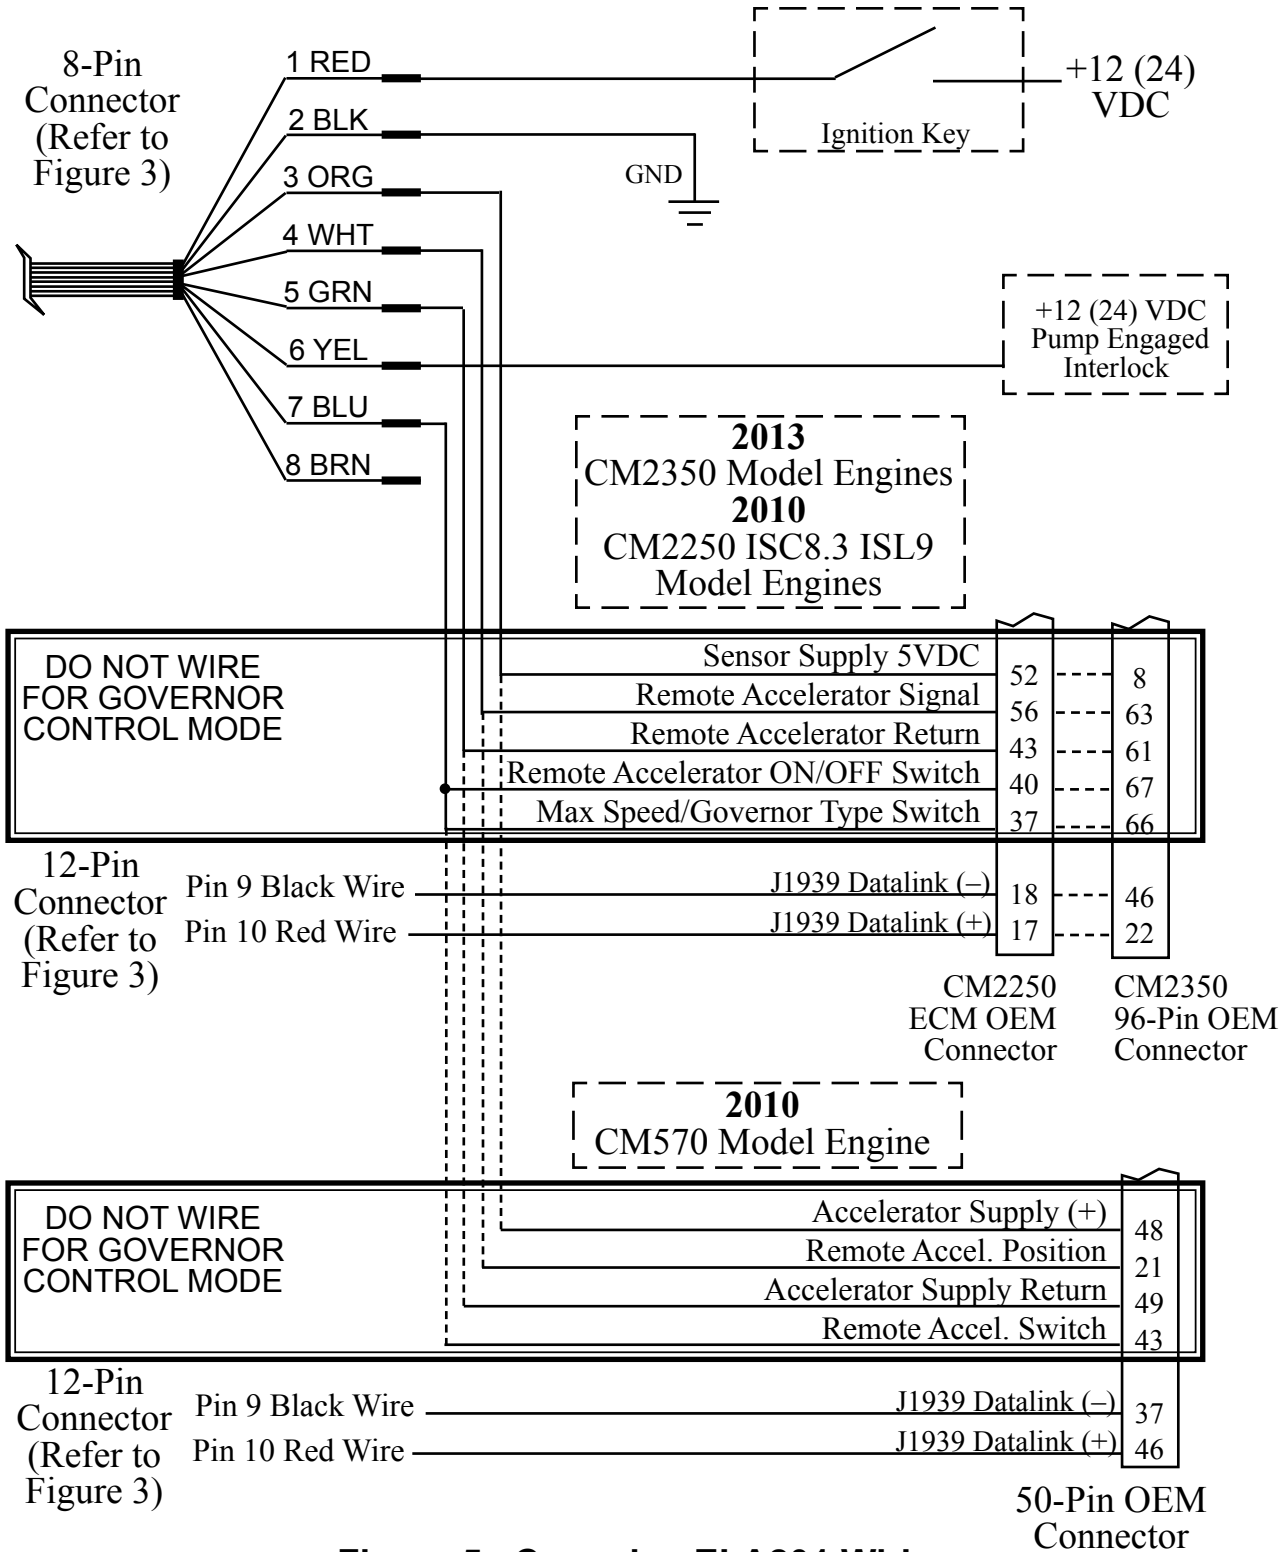 8-Pin
Connector
(Refer to
Figure 3)
1 RED
2 BLK
3 ORG
4 WHT
5 GRN
6 YEL
7 BLU
8 BRN
Ignition Key
+12 (24)
VDC
GND
+12 (24) VDC
Pump Engaged
Interlock
2013
CM2350 Model Engines
2010
CM2250 ISC8.3 ISL9
Model Engines
DO NOT WIRE
FOR GOVERNOR
CONTROL MODE
Sensor Supply 5VDC 52 8
Remote Accelerator Signal 56 63
Remote Accelerator Return 43 61
Remote Accelerator ON/OFF Switch 40 67
Max Speed/Governor Type Switch 37 66
12-Pin
Connector
(Refer to
Figure 3)
Pin 9 Black Wire J1939 Datalink (–) 18 46
Pin 10 Red Wire J1939 Datalink (+) 17 22
CM2250
ECM OEM
Connector
CM2350
96-Pin OEM
Connector
2010
CM570 Model Engine
DO NOT WIRE
FOR GOVERNOR
CONTROL MODE
Accelerator Supply (+) 48
Remote Accel. Position 21
Accelerator Supply Return 49
Remote Accel. Switch 43
12-Pin
Connector
(Refer to
Figure 3)
Pin 9 Black Wire J1939 Datalink (–) 37
Pin 10 Red Wire J1939 Datalink (+) 46
50-Pin OEM
Connector